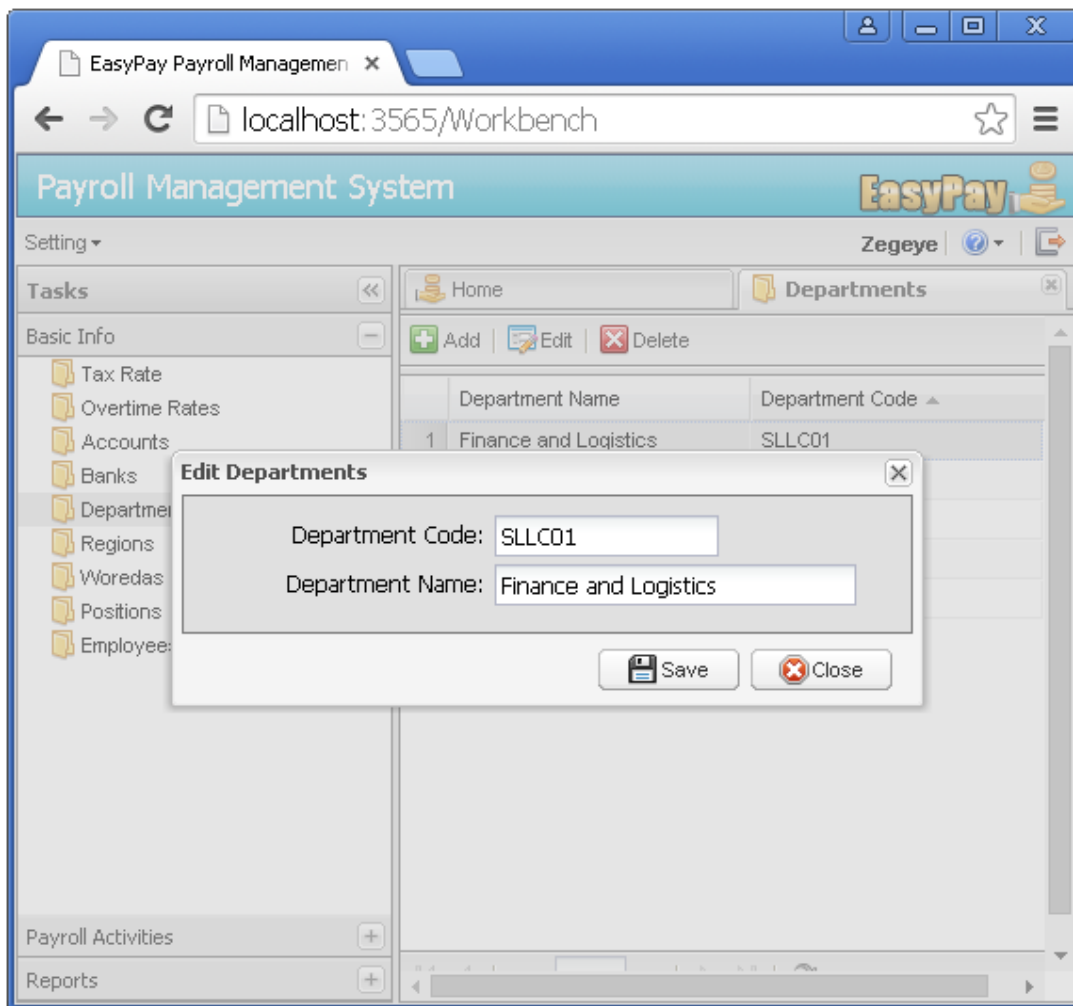 EasyPay Payroll Managemen
localhost:3565/Workbench
Payroll Management System
EasyPay
Setting
Zegeye
Tasks
Home
Departments
Basic Info
Add
Edit
Delete
Tax Rate
Department Name
Department Code
Overtime Rates
Accounts
1 Finance and Logistics SLLC01
Banks
Edit Departments
Departme
Department Code: SLLC01
Regions
Woredas
Department Name: Finance and Logistics
Positions
Employees
Save
Close
Payroll Activities
Reports